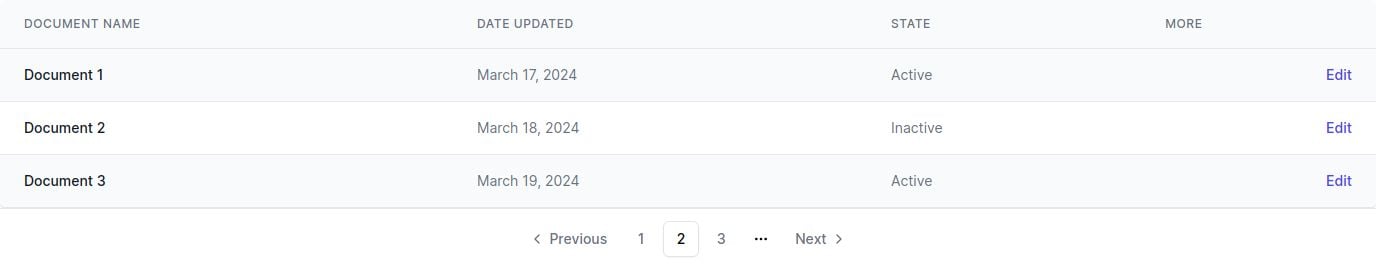 DOCUMENT NAME DATE UPDATED STATE MORE
Document 1 March 17, 2024 Active Edit
Document 2 March 18, 2024 Inactive Edit
Document 3 March 19, 2024 Active Edit
Previous 1 2 3 ... Next